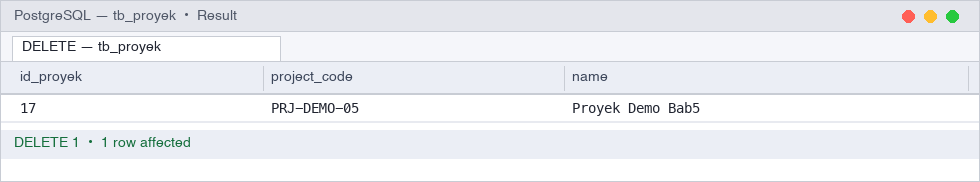 PostgreSQL — tb_proyek • Result
DELETE — tb_proyek
id_proyek project_code name
17 PRJ–DEMO–05 Proyek Demo Bab5
DELETE 1 • 1 row affected